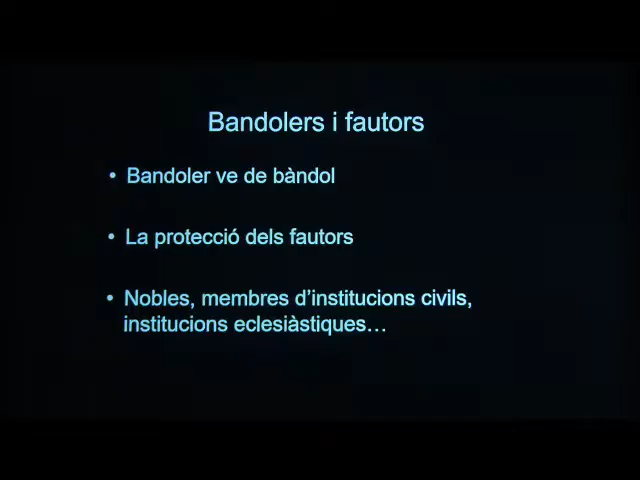 Bandolers i fautors
• Bandoler ve de bàndol
• La protecció dels fautors
• Nobles, membres d’institucions civils,
institucions eclesiàstiques…